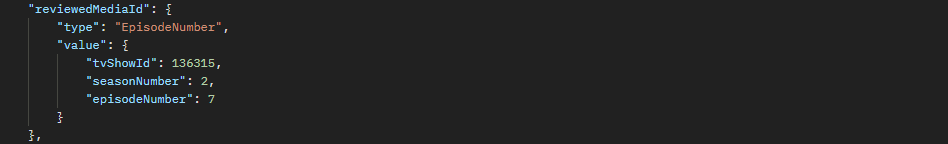 "reviewedMediaId": {
"type": "EpisodeNumber",
"value": {
"tvShowId": 136315,
"seasonNumber": 2,
"episodeNumber": 7
}
},